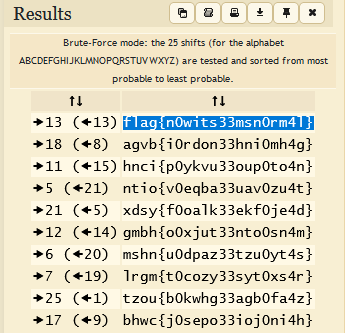 Results
Brute-Force mode: the 25 shifts (for the alphabet
ABCDEFGHIJKLMNOPQRSTUVWXYZ) are tested and sorted from most
probable to least probable.
↑↓ ↑↓
➔13 (🡸13) flag{n0wits33msn0rm4l}
➔18 (🡸8) agvb{i0rdon33hni0mh4g}
➔11 (🡸15) hnci{p0ykvu33oup0to4n}
➔5 (🡸21) ntio{v0eqba33uav0zu4t}
➔21 (🡸5) xdsy{f0oalk33ekf0je4d}
➔12 (🡸14) gmbh{o0xjut33nto0sn4m}
➔6 (🡸20) mshn{u0dpaz33tzu0yt4s}
➔7 (🡸19) lrgm{t0cozy33syt0xs4r}
➔25 (🡸1) tzou{b0kwhg33agb0fa4z}
➔17 (🡸9) bhwc{j0sepo33ioj0ni4h}